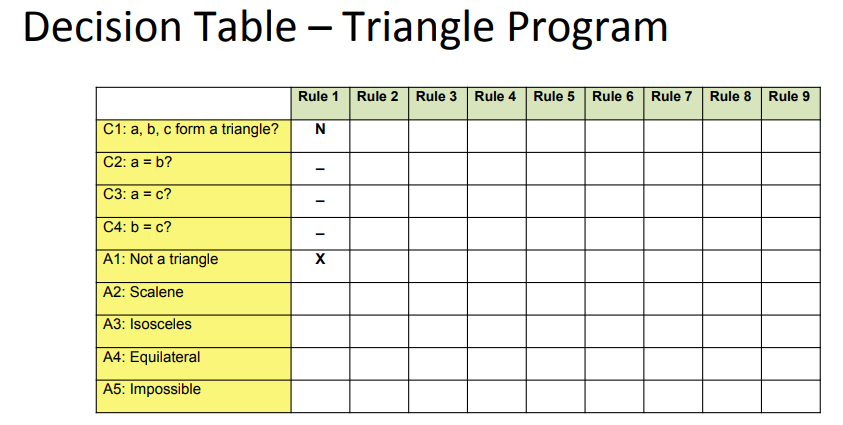 Decision Table – Triangle Program
Rule 1 Rule 2 Rule 3 Rule 4 Rule 5 Rule 6 Rule 7 Rule 8 Rule 9
C1: a, b, c form a triangle? N
C2: a = b? –
C3: a = c? –
C4: b = c? –
A1: Not a triangle X
A2: Scalene
A3: Isosceles
A4: Equilateral
A5: Impossible